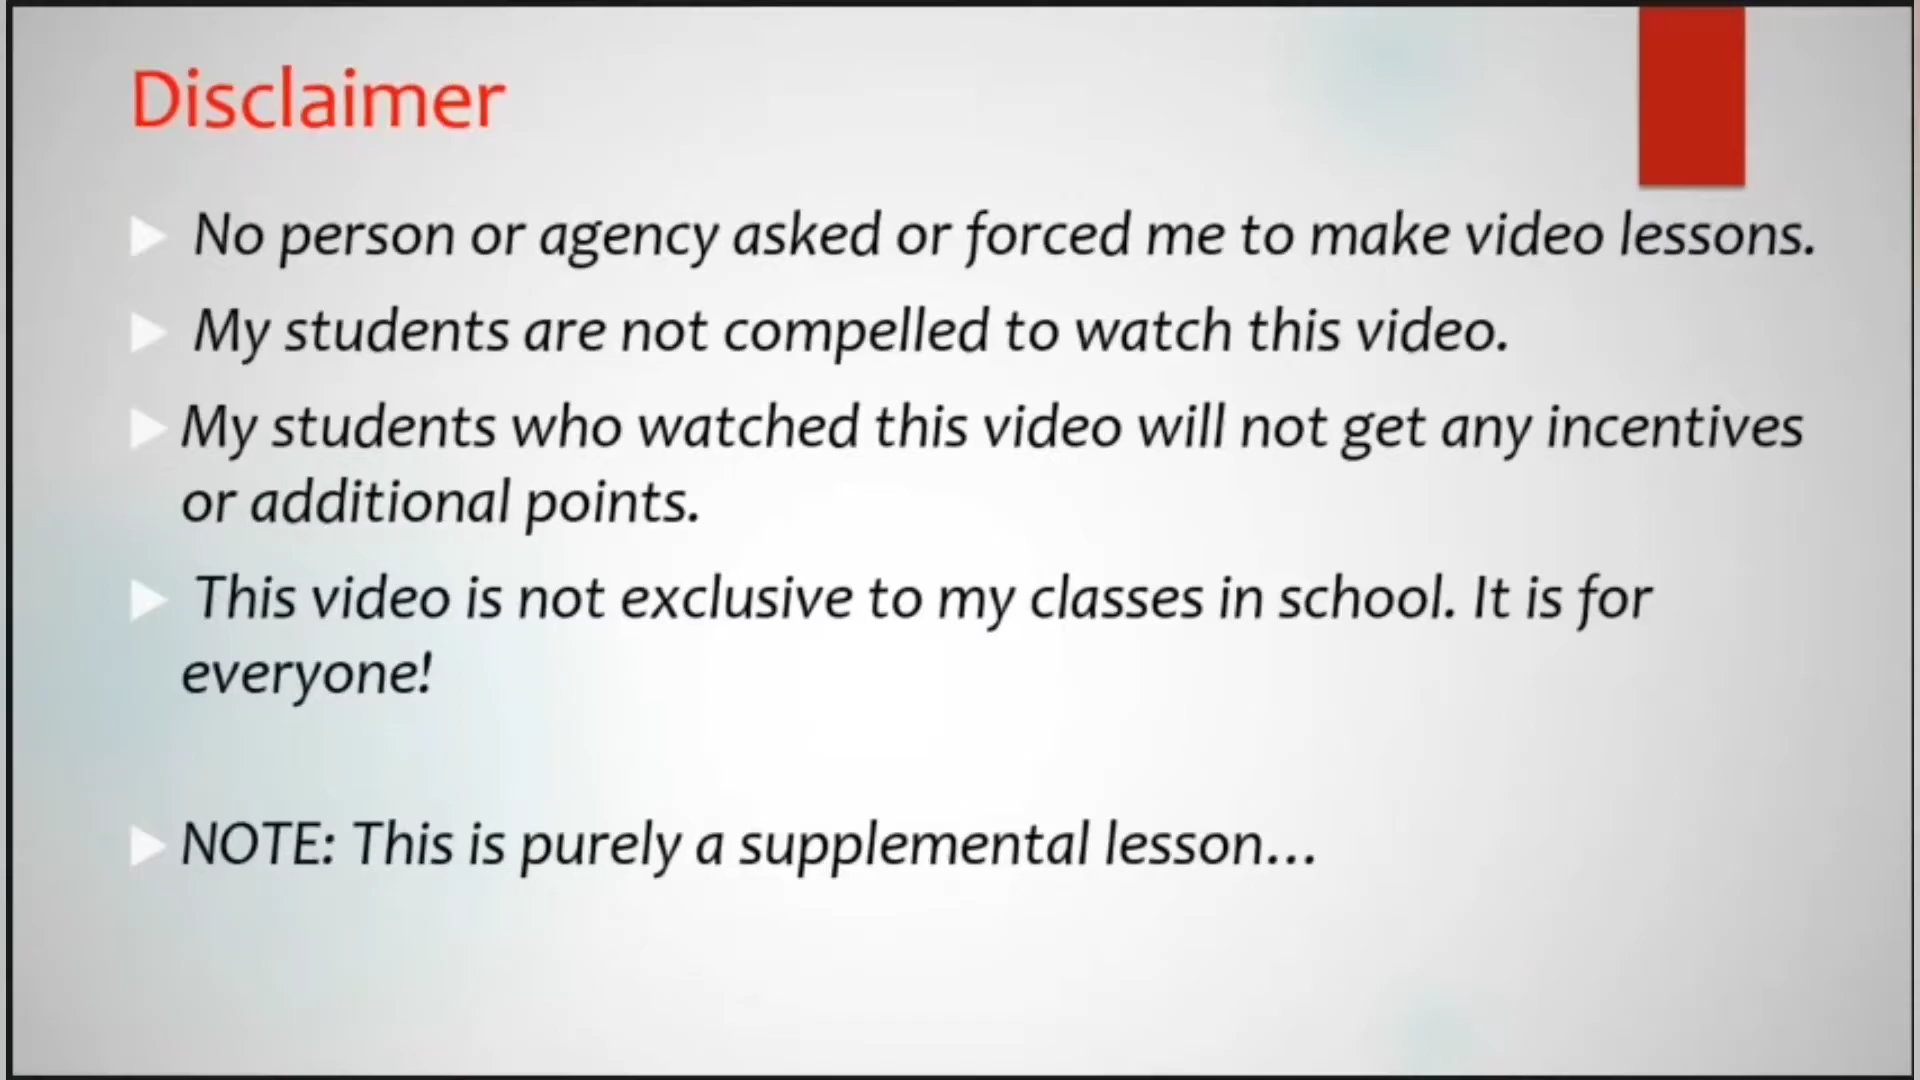 Disclaimer
No person or agency asked or forced me to make video lessons.
My students are not compelled to watch this video.
My students who watched this video will not get any incentives
or additional points.
This video is not exclusive to my classes in school. It is for
everyone!
NOTE: This is purely a supplemental lesson...